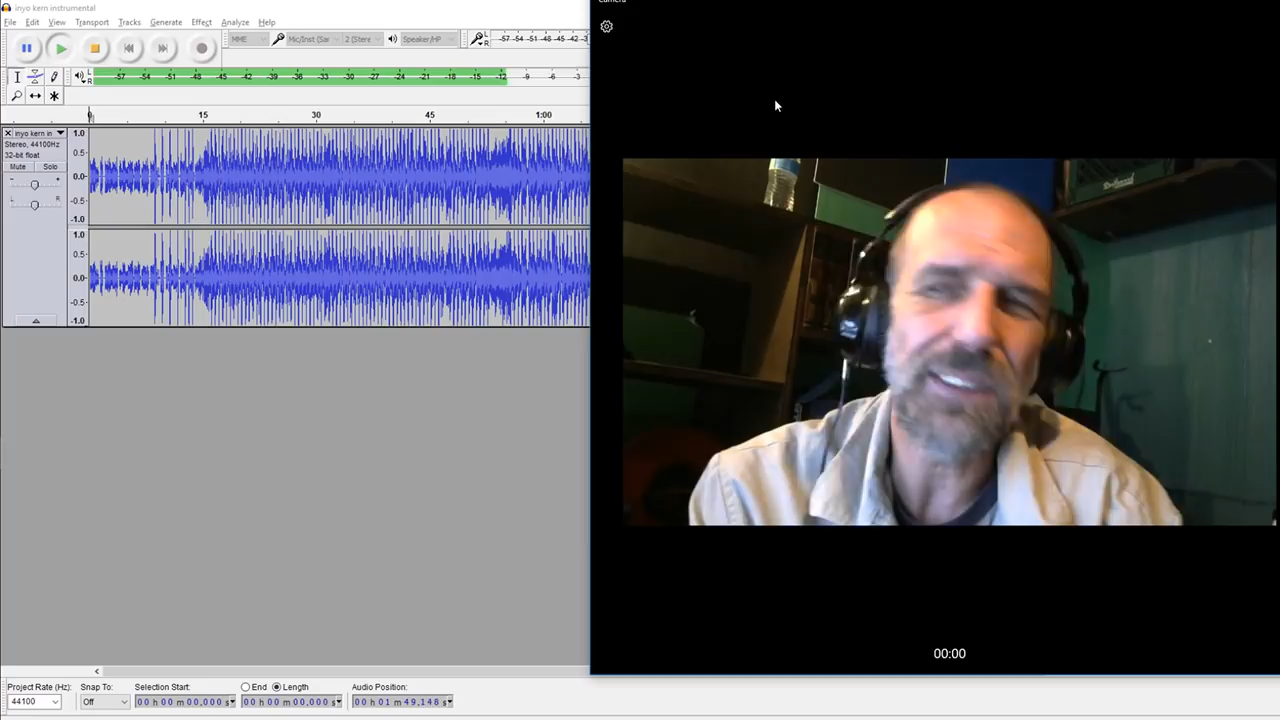 inyo kern instrumental
File Edit View Transport Tracks Generate Effect Analyze Help
MME Mic/Inst (Sa 2 (Stere Speaker/HP L R -57 -54 -51 -48 -45 -42 -3
L R -57 -54 -51 -48 -45 -42 -39 -36 -33 -30 -27 -24 -21 -18 -15 -12 -9 -6 -3
0 15 30 45 1:00
inyo kern in
Stereo, 44100Hz
32-bit float
Mute Solo
- +
L R
1.0
0.5
0.0
-0.5
-1.0
1.0
0.5
0.0
-0.5
-1.0
00:00
Project Rate (Hz): Snap To: Selection Start: End Length Audio Position:
44100 Off 00 h 00 m 00,000 s 00 h 00 m 00,000 s 00 h 01 m 49,148 s